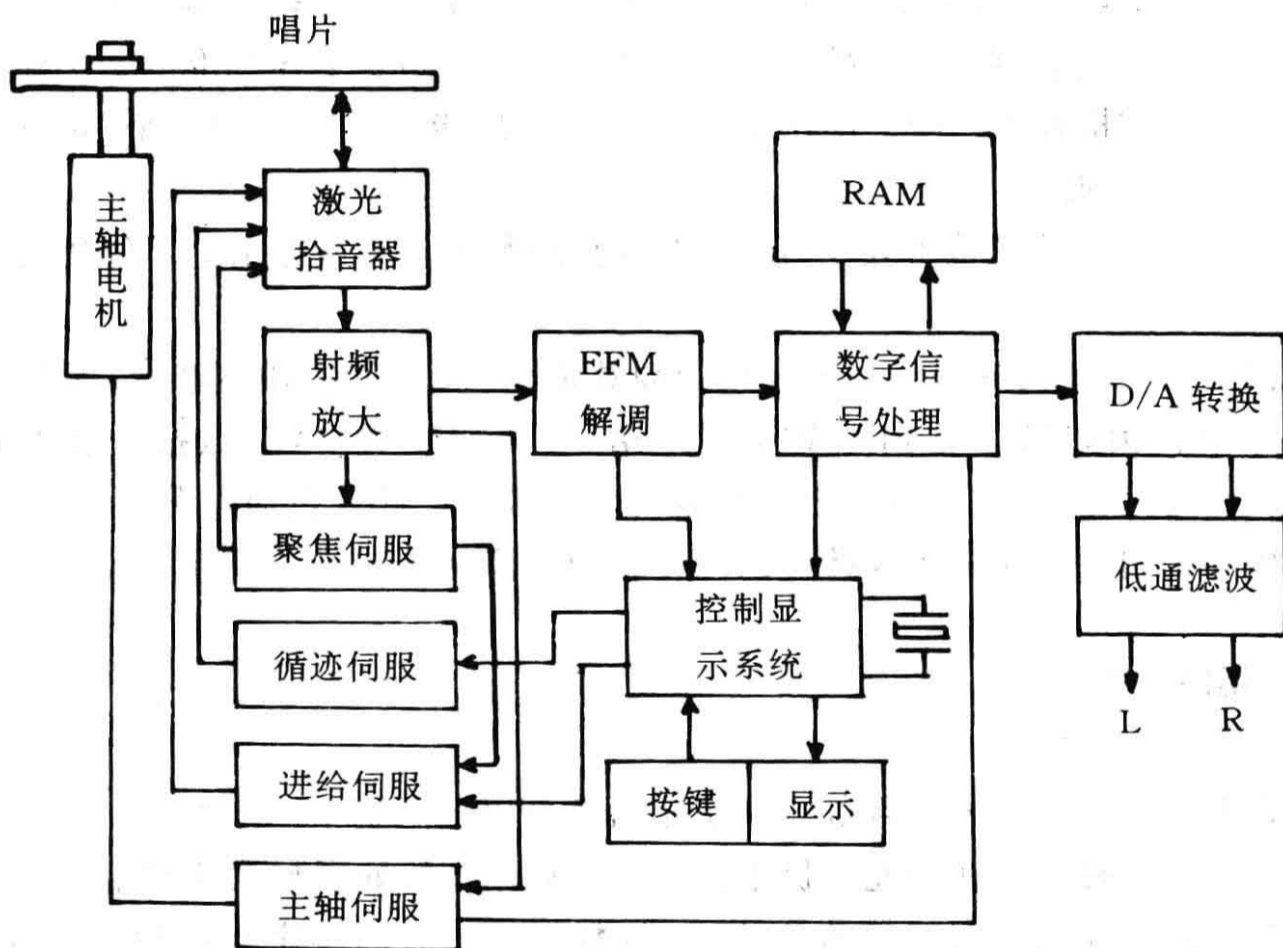 唱片
主轴电机
激光
拾音器
RAM
射频
放大
EFM
解调
数字信
号处理
D/A 转换
聚焦伺服
控制显
示系统
低通滤波
循迹伺服
L
R
进给伺服
按键
显示
主轴伺服